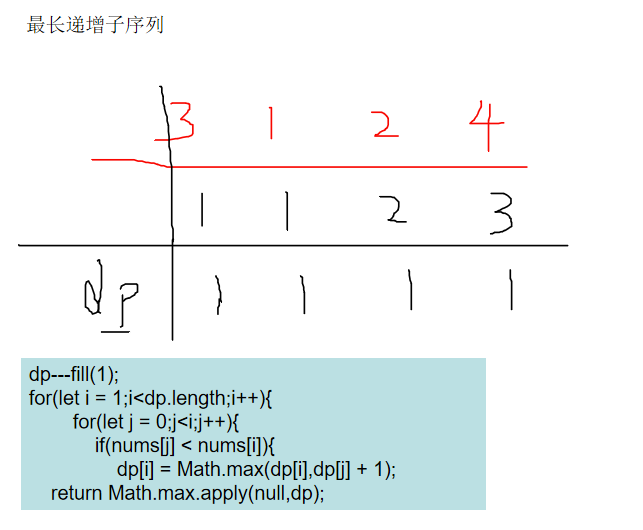 最长递增子序列
3 1 2 4
1 1 2 3
dp 1 1 1 1
dp---fill(1);
for(let i = 1;i<dp.length;i++){
for(let j = 0;j<i;j++){
if(nums[j] < nums[i]){
dp[i] = Math.max(dp[i],dp[j] + 1);
return Math.max.apply(null,dp);